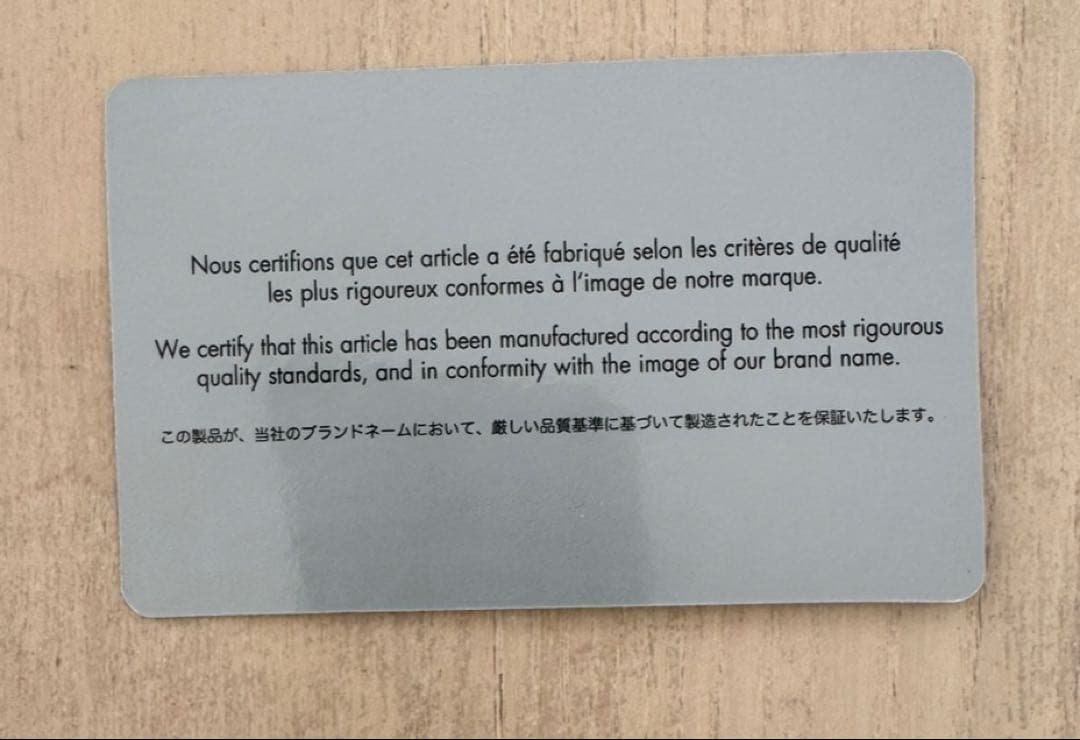 Nous certifions que cet article a été fabriqué selon les critères de qualité
les plus rigoureux conformes à l'image de notre marque.
We certify that this article has been manufactured according to the most rigourous
quality standards, and in conformity with the image of our brand name.
この製品が、当社のブランドネームにおいて、厳しい品質基準に基づいて製造されたことを保証いたします。